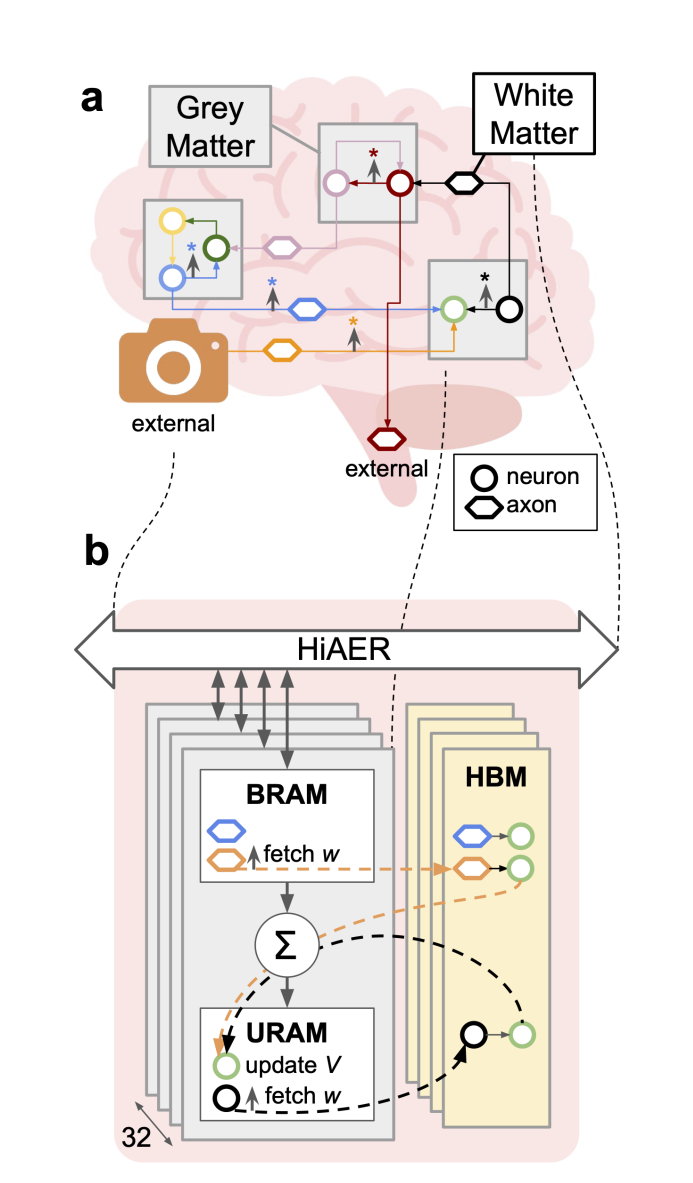 a
Grey
Matter
White
Matter
*
*
*
*
*
external
external
neuron
axon
b
HiAER
BRAM
fetch w
HBM
Σ
URAM
update V
fetch w
32